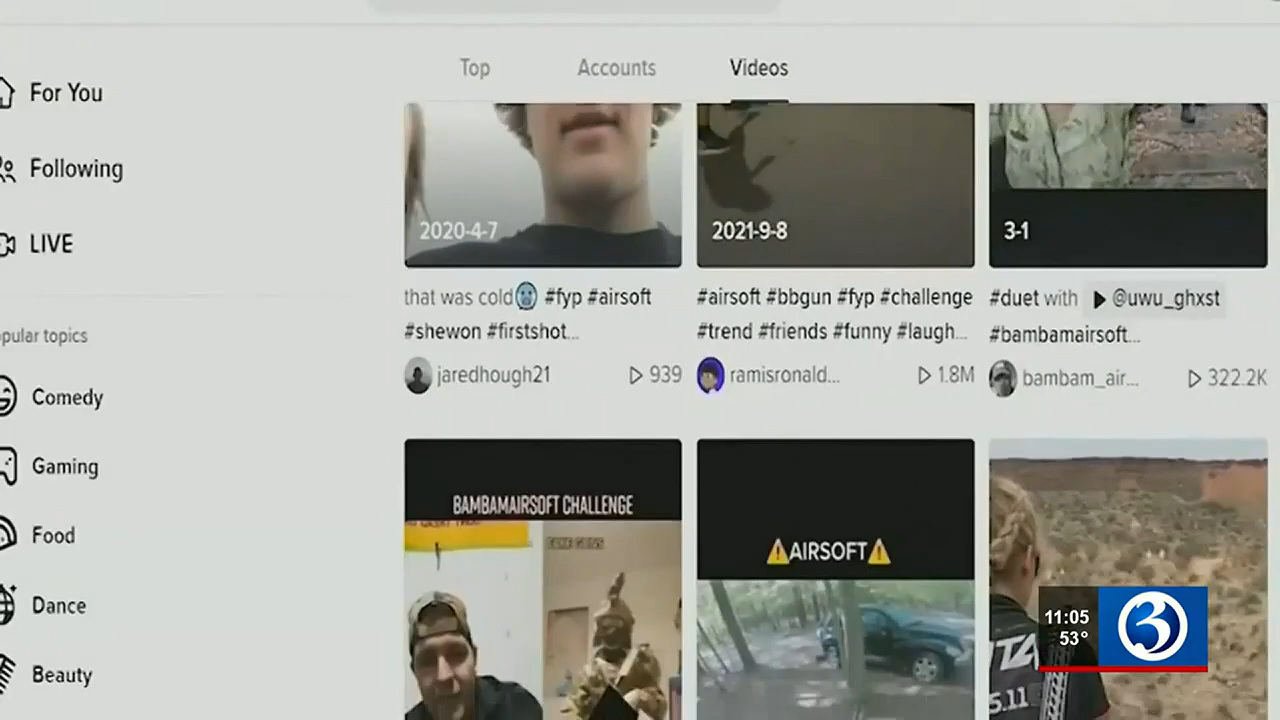 Top
Accounts
Videos
For You
Following
LIVE
opular topics
Comedy
Gaming
Food
Dance
Beauty
2020-4-7
that was cold🥶 #fyp #airsoft
#shewon #firstshot...
jaredhough21
939
2021-9-8
#airsoft #bbgun #fyp #challenge
#trend #friends #funny #laugh...
ramisronald...
1.8M
3-1
#duet with @uwu_ghxst
#bambamairsoft...
bambam_air...
322.2K
BAMBAMAIRSOFT CHALLENGE
⚠️AIRSOFT⚠️
5.11
11:05
53°
3